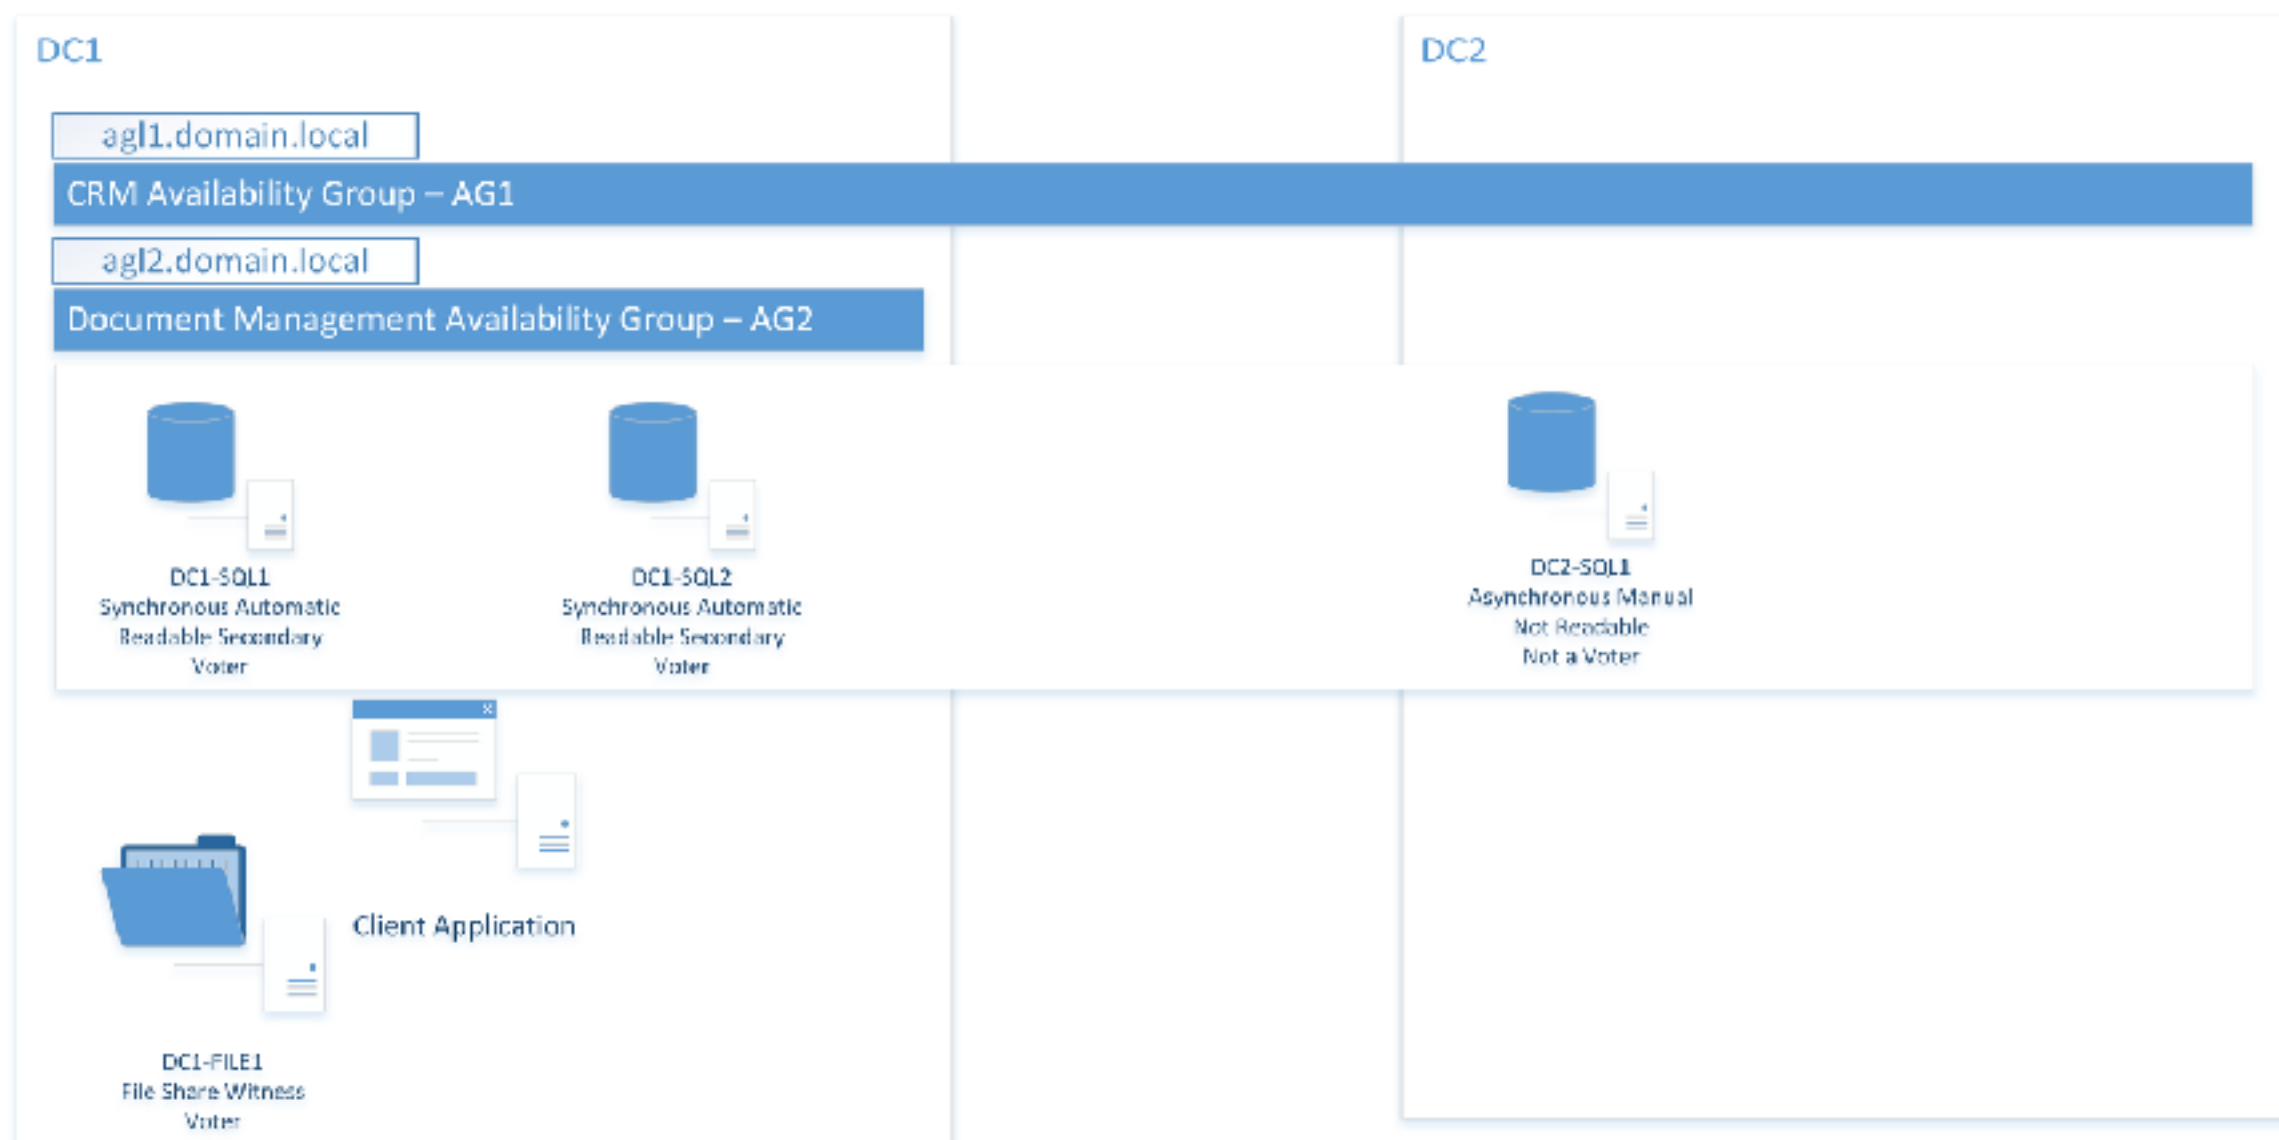 DC1
DC2
agl1.domain.local
CRM Availability Group – AG1
agl2.domain.local
Document Management Availability Group – AG2
DC1-SQL1
Synchronous Automatic
Readable Secondary
Voter
DC1-SQL2
Synchronous Automatic
Readable Secondary
Voter
DC2-SQL1
Asynchronous Manual
Not Readable
Not a Voter
Client Application
DC1-FILE1
File Share Witness
Voter